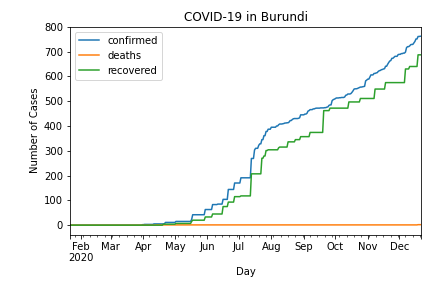 COVID-19 in Burundi
800
700
600
500
400
300
200
100
0
Number of Cases
confirmed
deaths
recovered
Feb Mar Apr May Jun Jul Aug Sep Oct Nov Dec
2020
Day